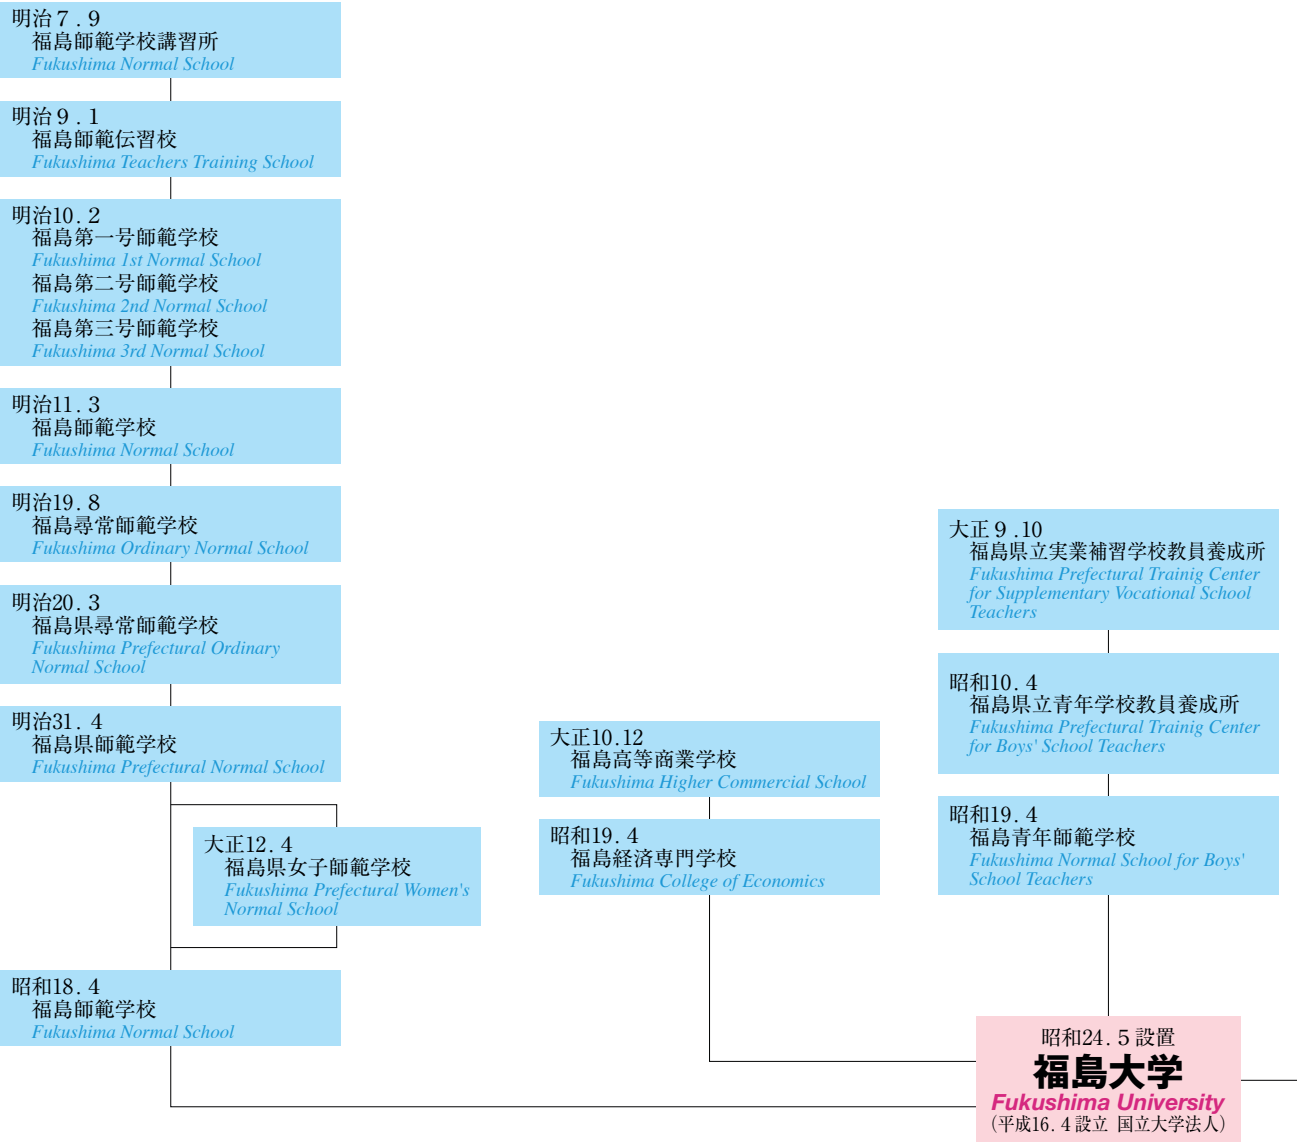 明治７.９
福島師範学校講習所
Fukushima Normal School
明治９.１
福島師範伝習校
Fukushima Teachers Training School
明治10.２
福島第一号師範学校
Fukushima 1st Normal School
福島第二号師範学校
Fukushima 2nd Normal School
福島第三号師範学校
Fukushima 3rd Normal School
明治11.３
福島師範学校
Fukushima Normal School
明治19.８
福島尋常師範学校
Fukushima Ordinary Normal School
明治20.３
福島県尋常師範学校
Fukushima Prefectural Ordinary
Normal School
明治31.４
福島県師範学校
Fukushima Prefectural Normal School
大正12.４
福島県女子師範学校
Fukushima Prefectural Women's
Normal School
昭和18.４
福島師範学校
Fukushima Normal School
大正10.12
福島高等商業学校
Fukushima Higher Commercial School
昭和19.４
福島経済専門学校
Fukushima College of Economics
大正９.10
福島県立実業補習学校教員養成所
Fukushima Prefectural Trainig Center
for Supplementary Vocational School
Teachers
昭和10.４
福島県立青年学校教員養成所
Fukushima Prefectural Trainig Center
for Boys' School Teachers
昭和19.４
福島青年師範学校
Fukushima Normal School for Boys'
School Teachers
昭和24.５設置
福島大学
Fukushima University
（平成16.４設立 国立大学法人）